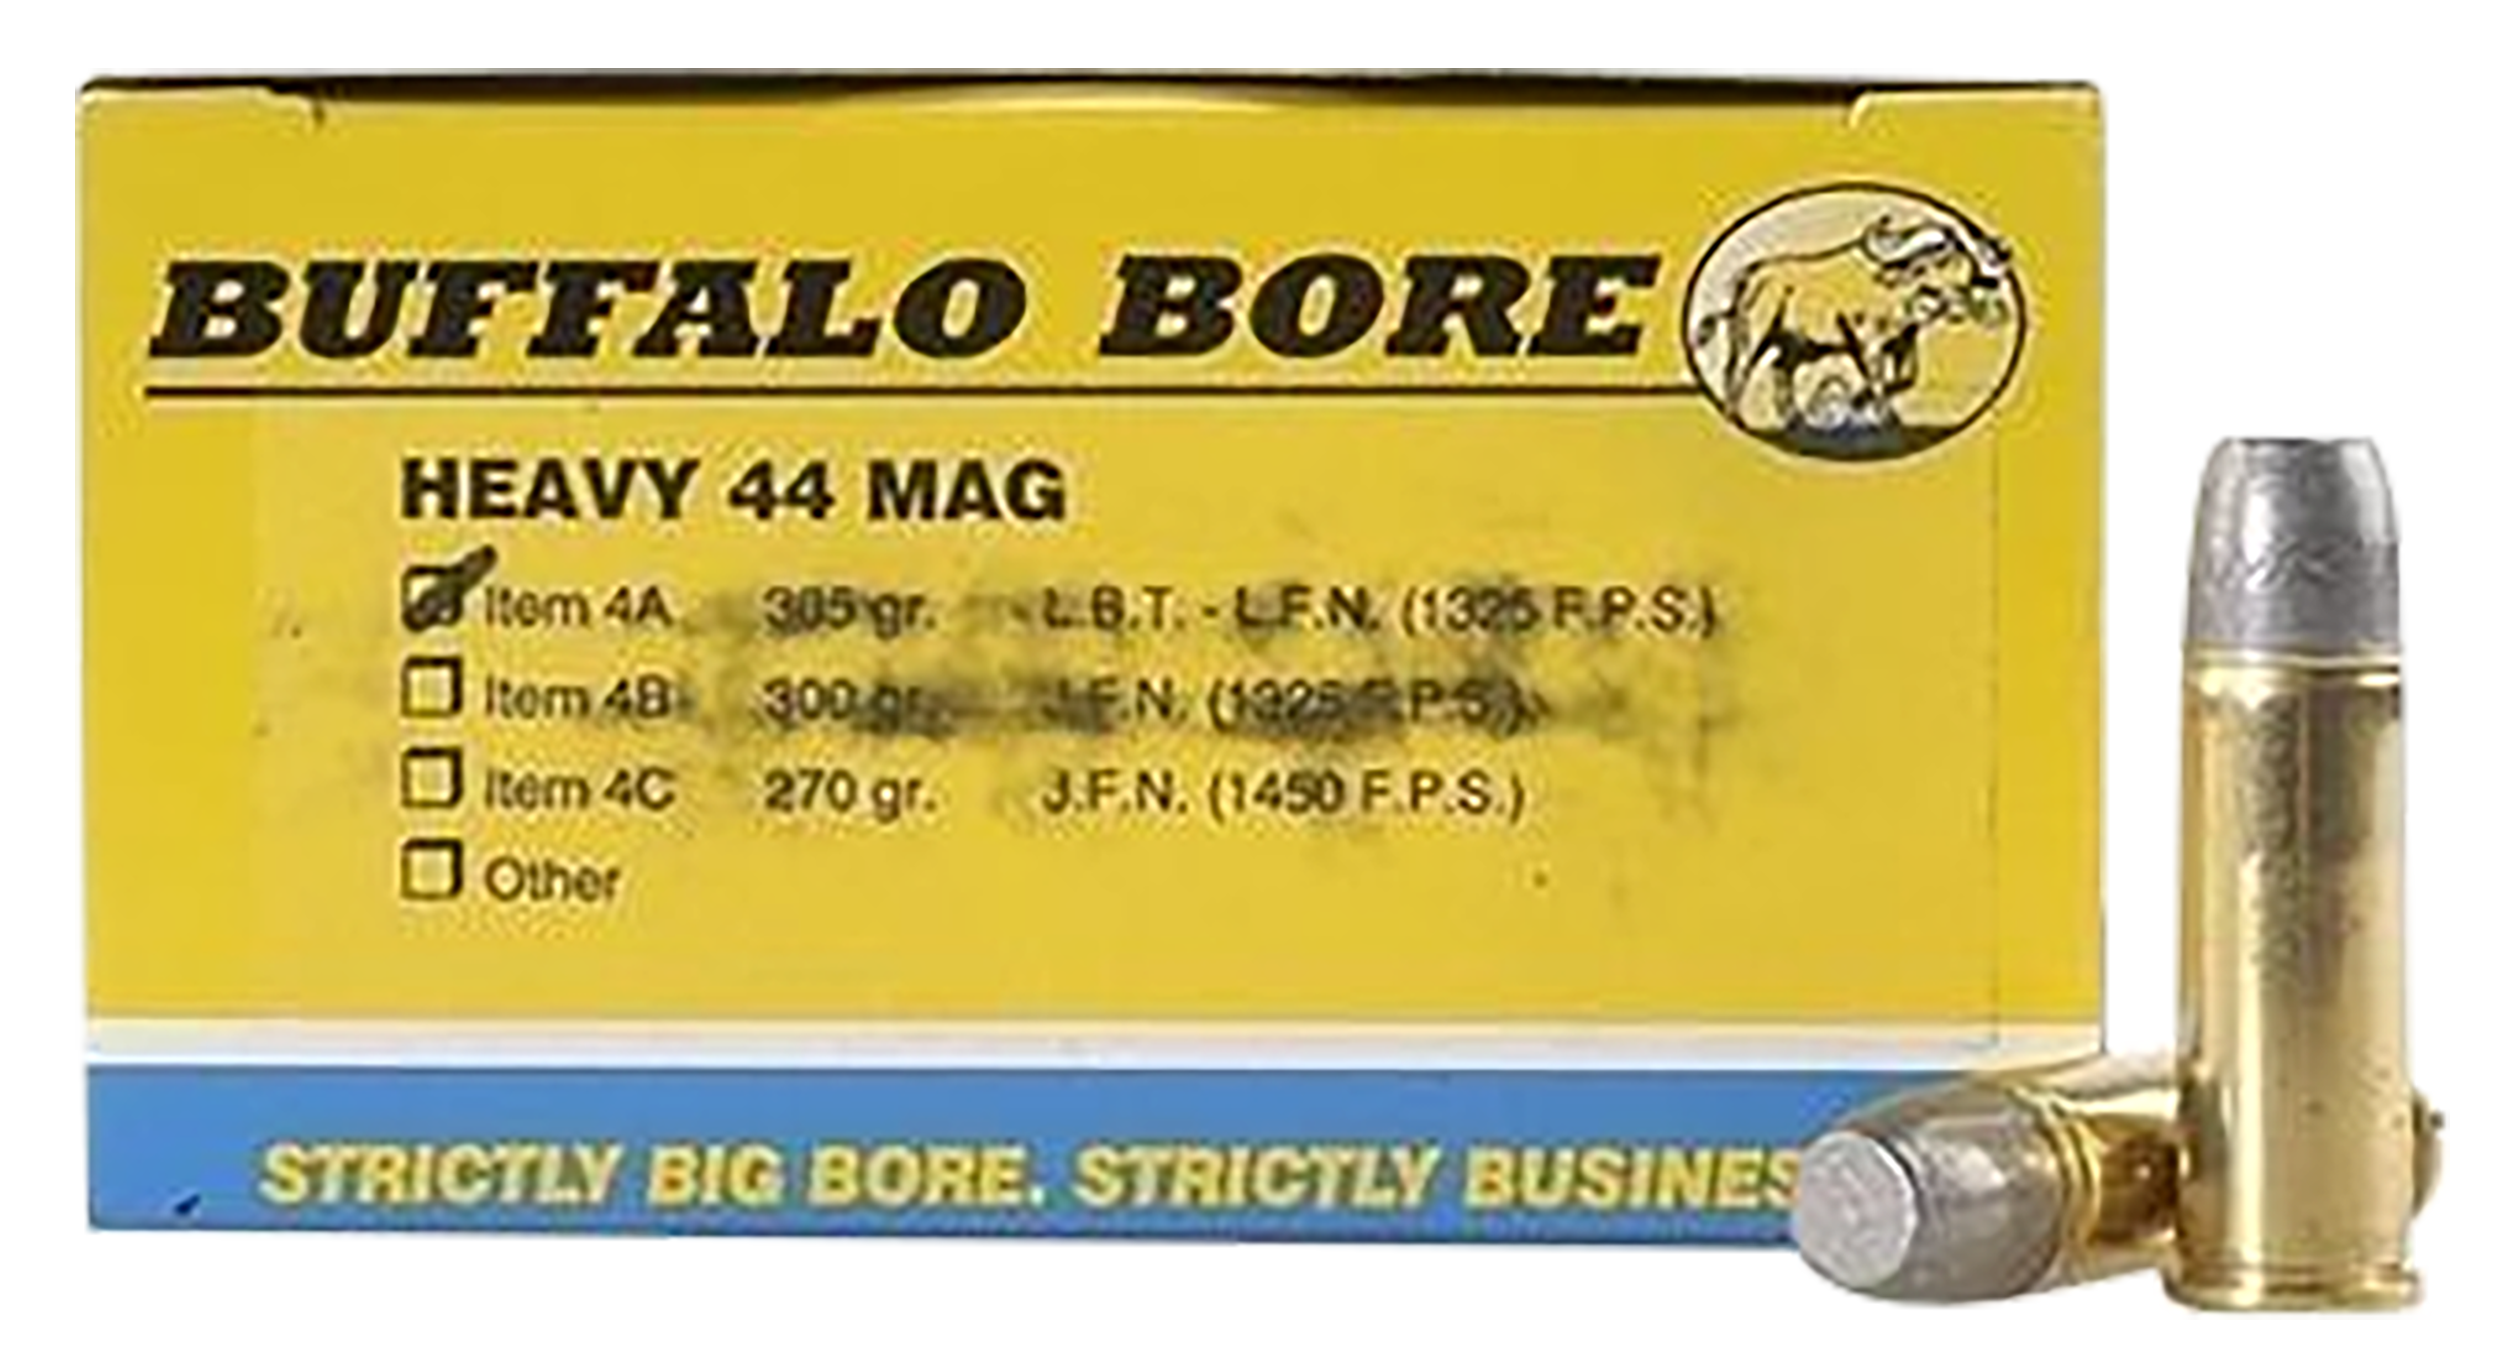 BUFFALO BORE
HEAVY 44 MAG
Item 4A 305 gr. - L.B.T. - L.F.N. (1325 F.P.S.)
Item 4B 300 gr. J.F.N. (1325 F.P.S.)
Item 4C 270 gr. J.F.N. (1450 F.P.S.)
Other
STRICTLY BIG BORE. STRICTLY BUSINES